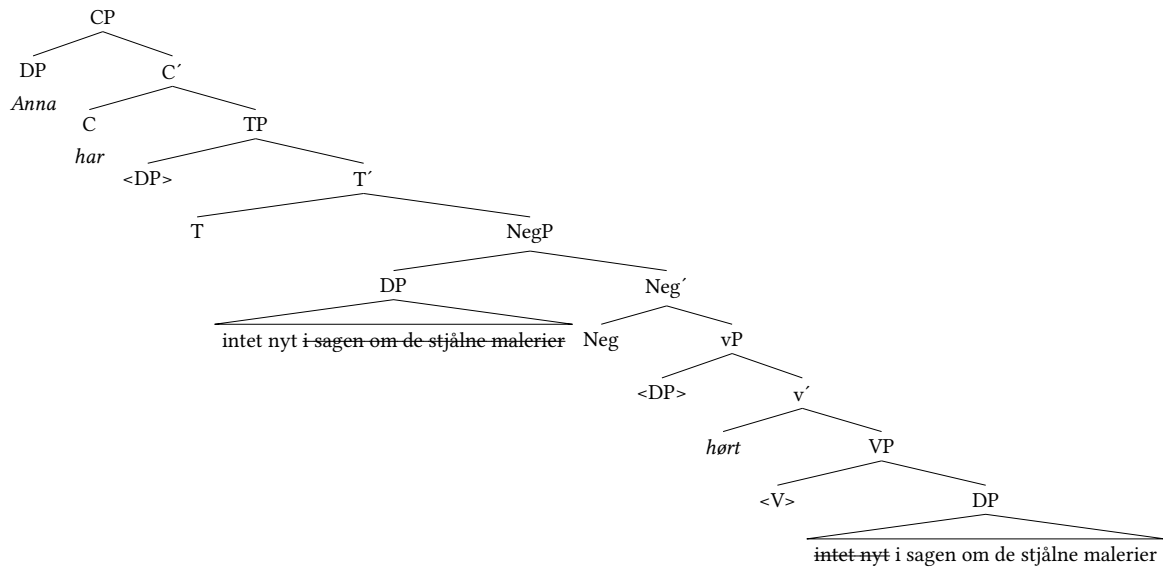 CP
DP C´
Anna
C TP
har
<DP> T´
T NegP
DP Neg´
intet nyt i sagen om de stjålne malerier Neg vP
<DP> v´
hørt VP
<V> DP
intet nyt i sagen om de stjålne malerier